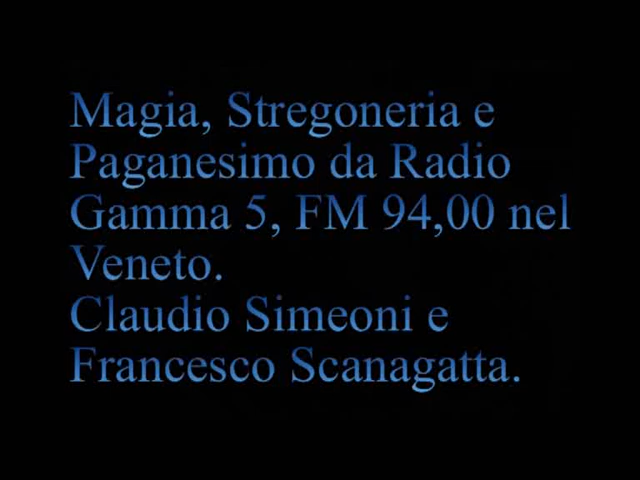 Magia, Stregoneria e
Paganesimo da Radio
Gamma 5, FM 94,00 nel
Veneto.
Claudio Simeoni e
Francesco Scanagatta.